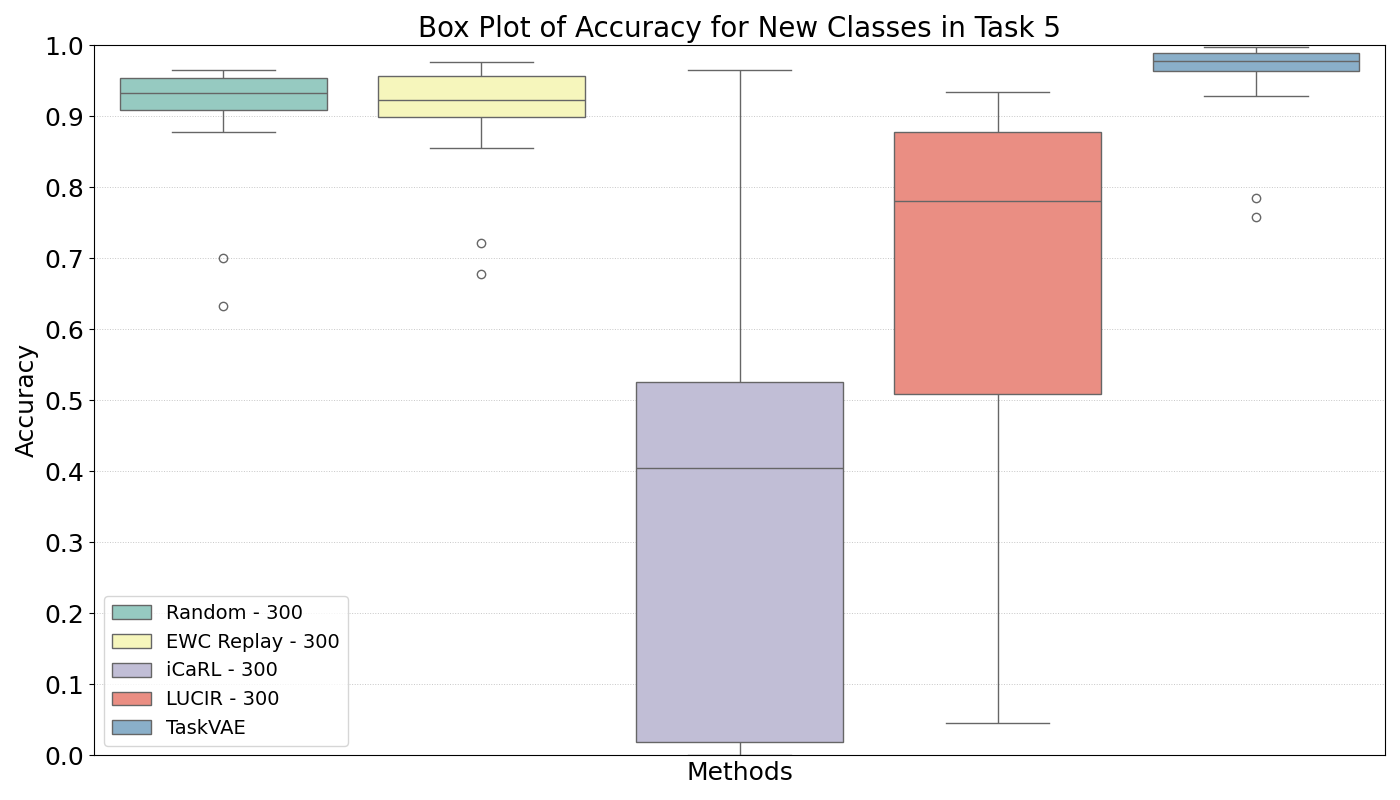 Box Plot of Accuracy for New Classes in Task 5
Accuracy
1.0
0.9
0.8
0.7
0.6
0.5
0.4
0.3
0.2
0.1
0.0
Random - 300
EWC Replay - 300
iCaRL - 300
LUCIR - 300
TaskVAE
Methods